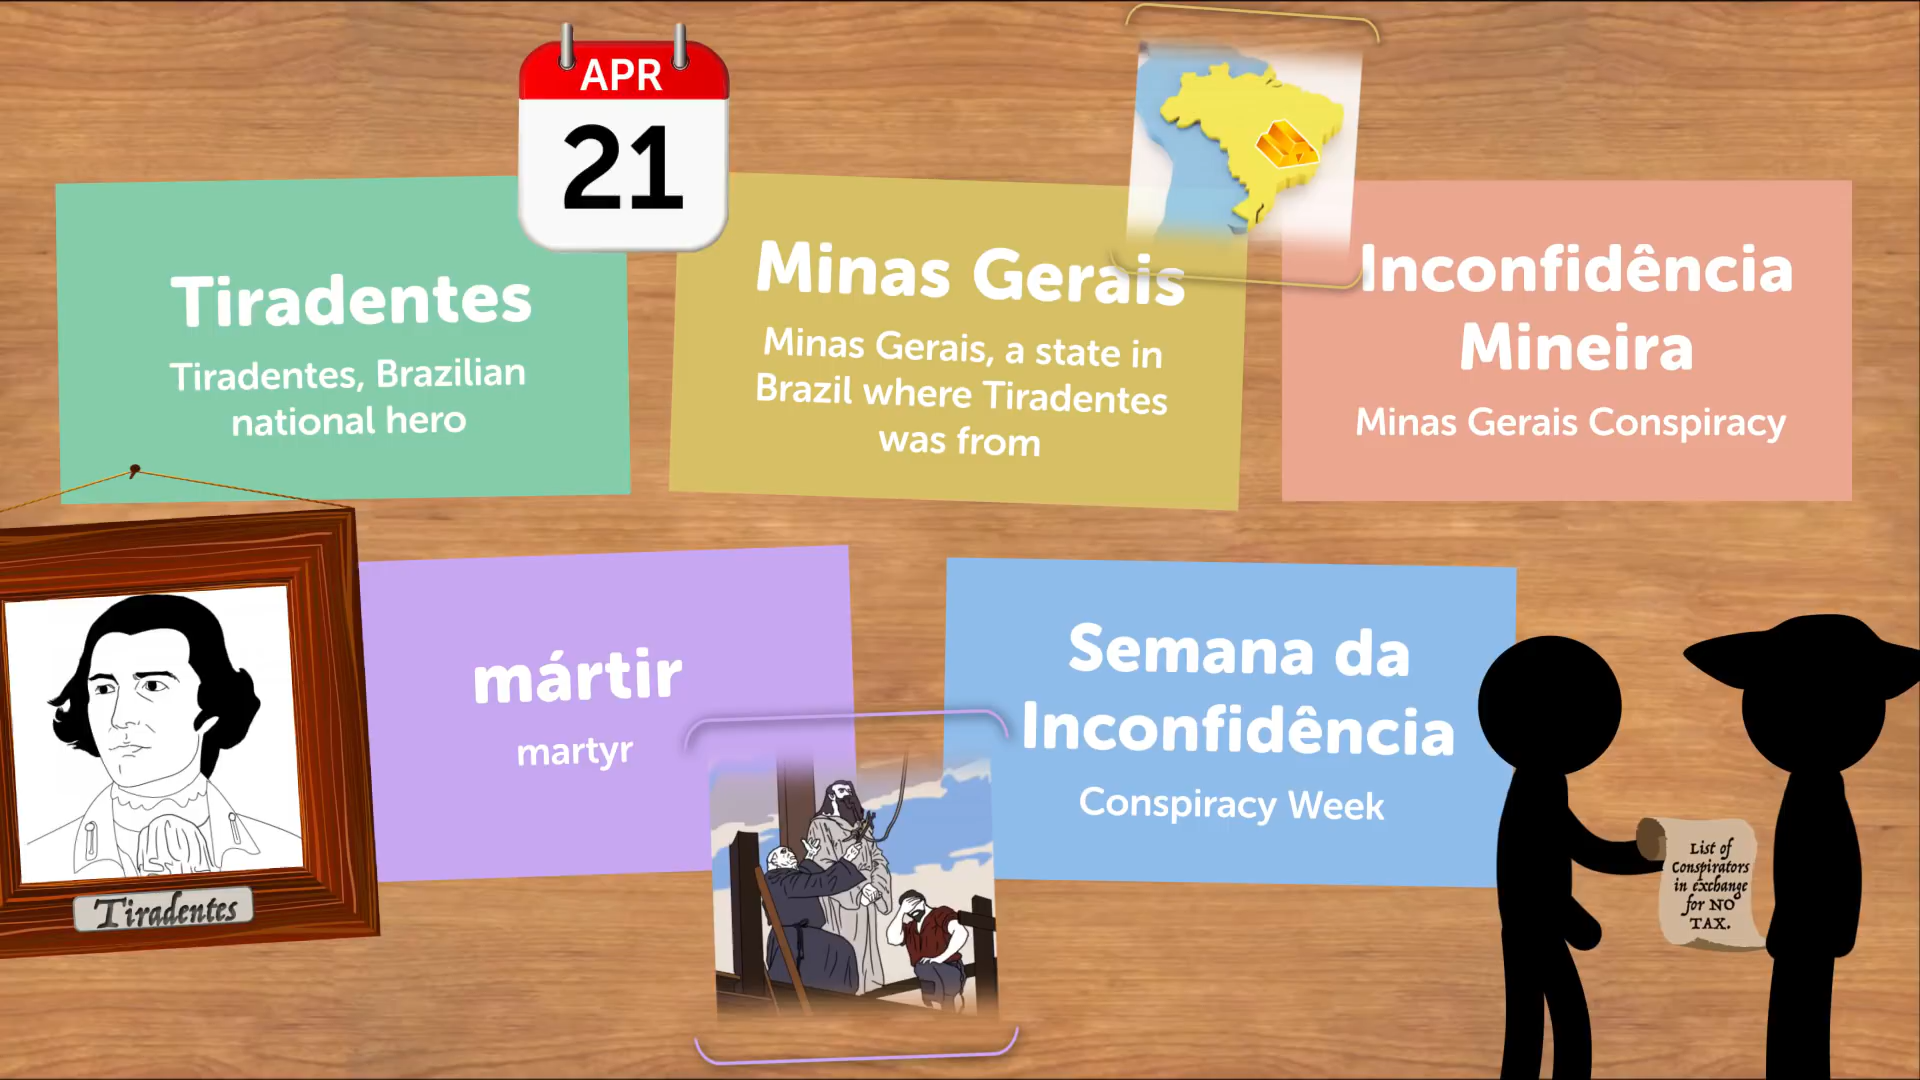 APR
21
Tiradentes
Tiradentes, Brazilian
national hero
Minas Gerais
Minas Gerais, a state in
Brazil where Tiradentes
was from
Inconfidência
Mineira
Minas Gerais Conspiracy
Tiradentes
mártir
martyr
Semana da
Inconfidência
Conspiracy Week
List of
Conspirators
in exchange
for NO
TAX.